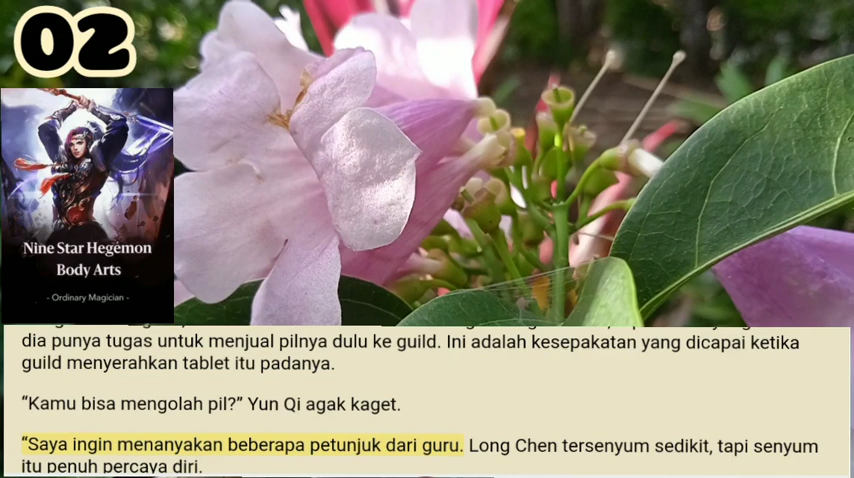 02
Nine Star Hegemon
Body Arts
- Ordinary Magician -
dia punya tugas untuk menjual pilnya dulu ke guild. Ini adalah kesepakatan yang dicapai ketika
guild menyerahkan tablet itu padanya.
“Kamu bisa mengolah pil?” Yun Qi agak kaget.
“Saya ingin menanyakan beberapa petunjuk dari guru. Long Chen tersenyum sedikit, tapi senyum
itu penuh percaya diri.